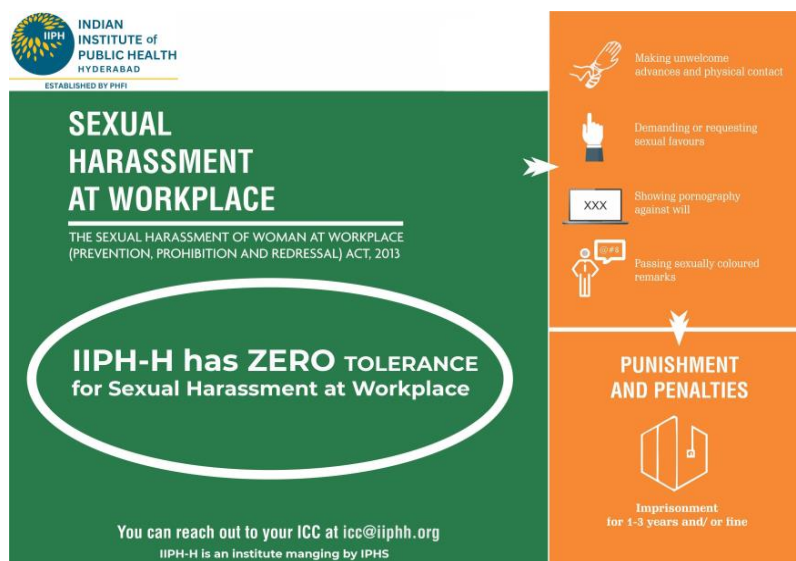 IIPH
INDIAN
INSTITUTE of
PUBLIC HEALTH
HYDERABAD
ESTABLISHED BY PHFI
SEXUAL
HARASSMENT
AT WORKPLACE
THE SEXUAL HARASSMENT OF WOMAN AT WORKPLACE
(PREVENTION, PROHIBITION AND REDRESSAL) ACT, 2013
IIPH-H has ZERO TOLERANCE
for Sexual Harassment at Workplace
You can reach out to your ICC at icc@iiphh.org
IIPH-H is an institute manging by IPHS
Making unwelcome
advances and physical contact
Demanding or requesting
sexual favours
XXX
Showing pornography
against will
@#$
Passing sexually coloured
remarks
PUNISHMENT
AND PENALTIES
Imprisonment
for 1-3 years and/ or fine